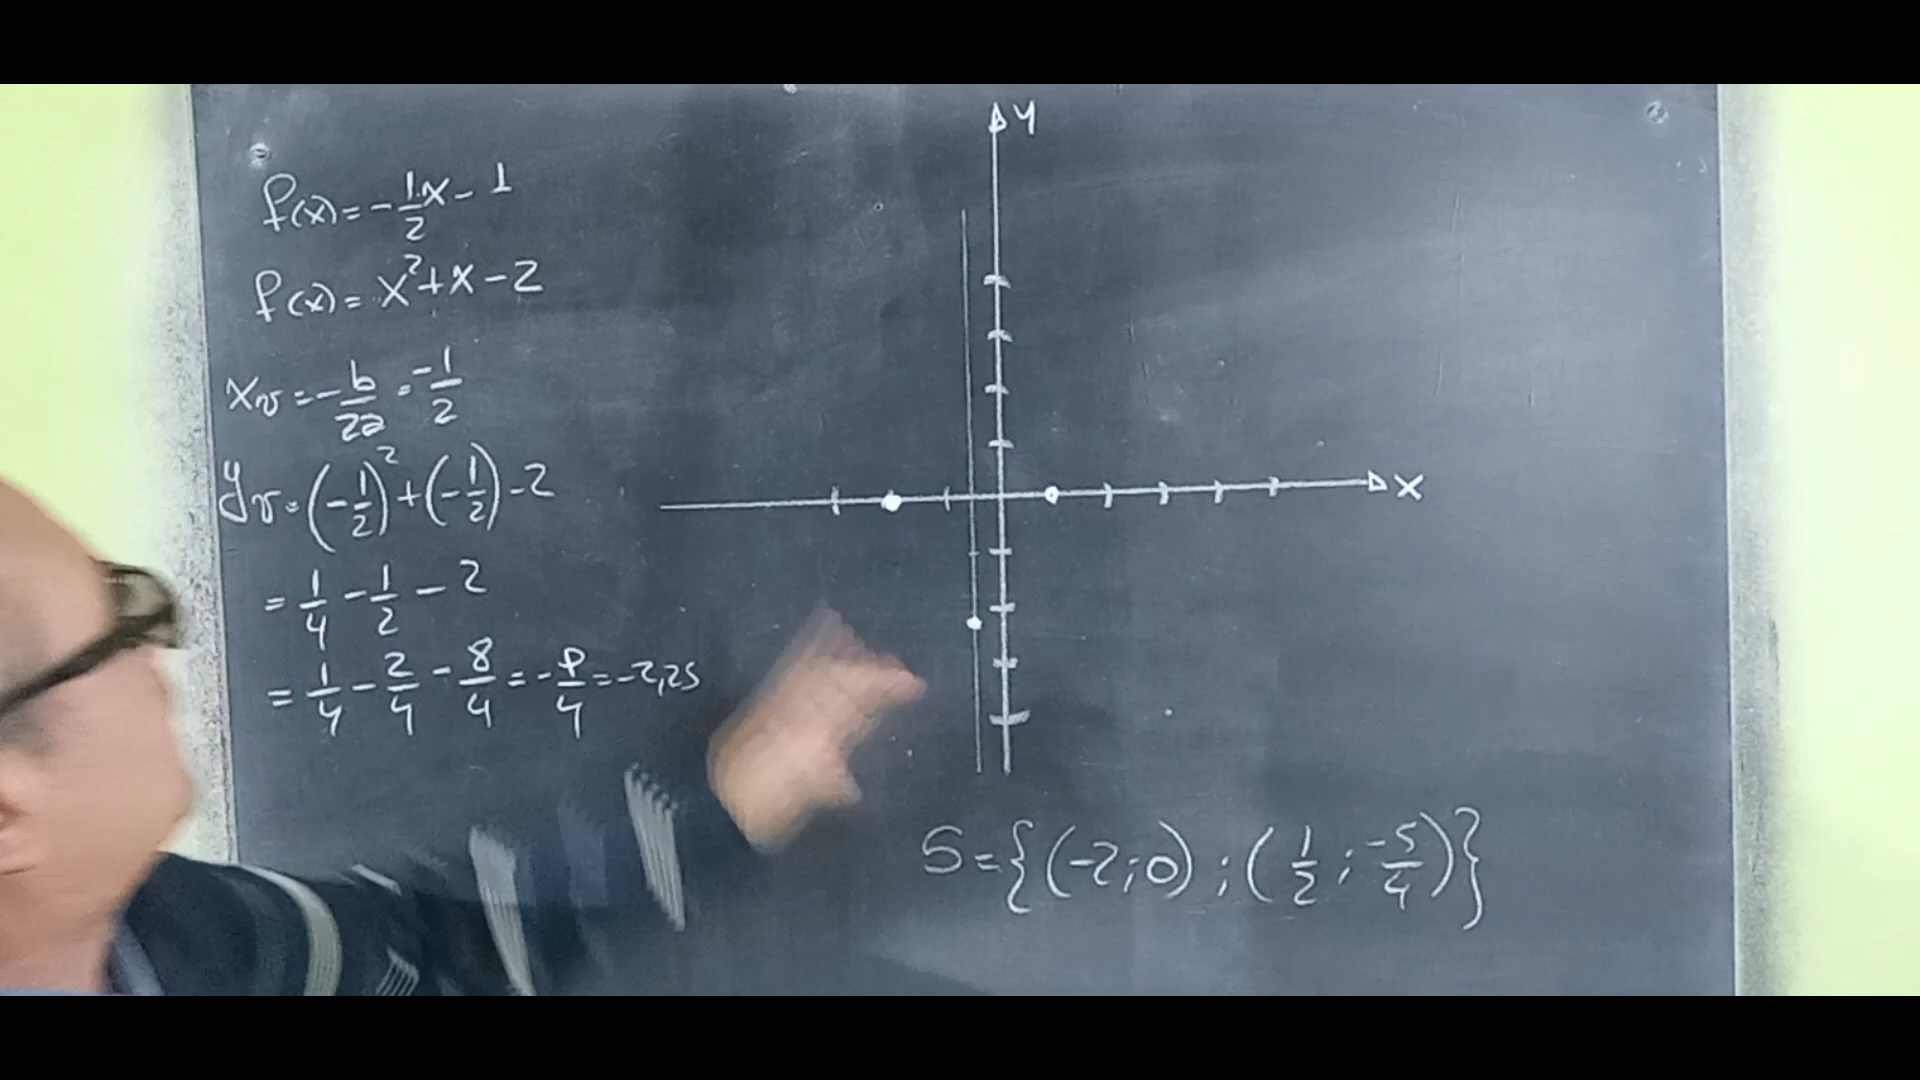 f(x) = -1/2 x - 1
f(x) = x² + x - 2
xv = -b/2a = -1/2
yv = (-1/2)² + (-1/2) - 2
= 1/4 - 1/2 - 2
= 1/4 - 2/4 - 8/4 = -9/4 = -2,25
y
x
S = {(-2; 0) ; (1/2 ; -5/4)}